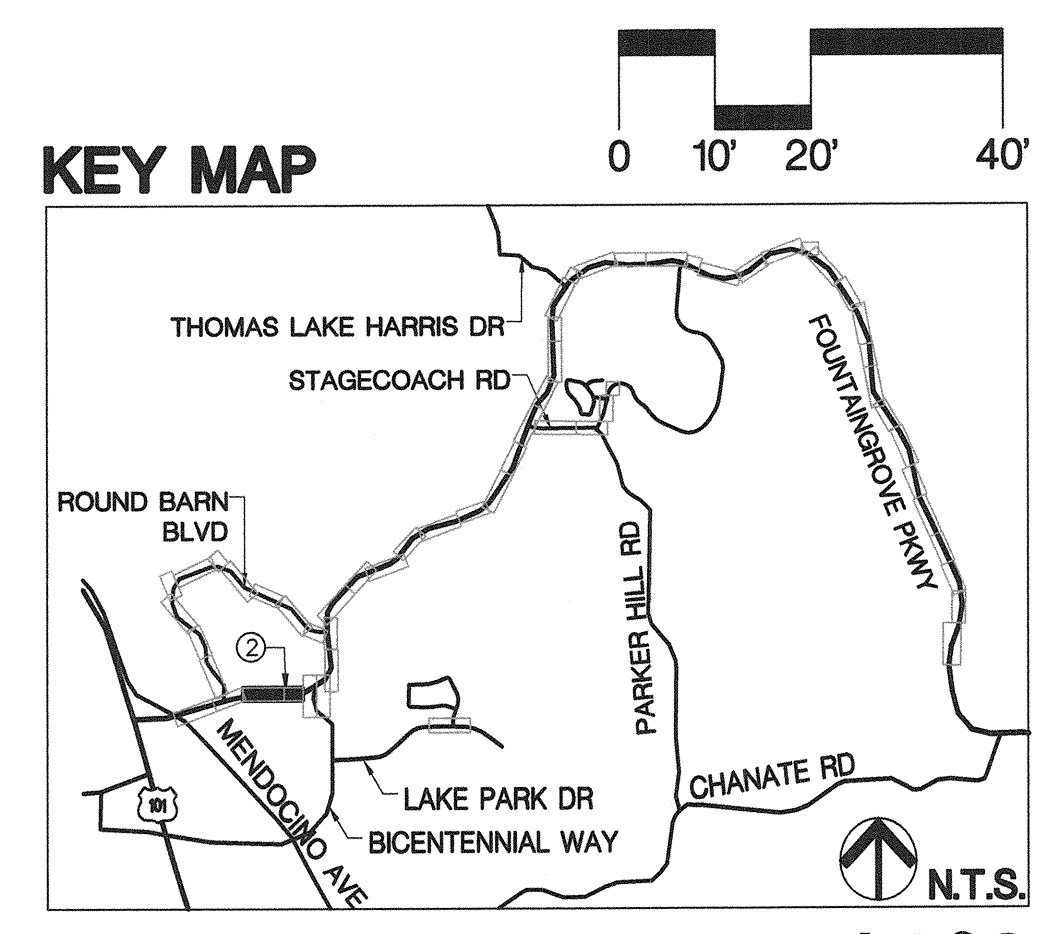 0 10' 20' 40'
KEY MAP
THOMAS LAKE HARRIS DR
STAGECOACH RD
FOUNTAINGROVE PKWY
ROUND BARN
BLVD
PARKER HILL RD
2
MENDOCINO AVE
CHANATE RD
LAKE PARK DR
101
BICENTENNIAL WAY
N.T.S.